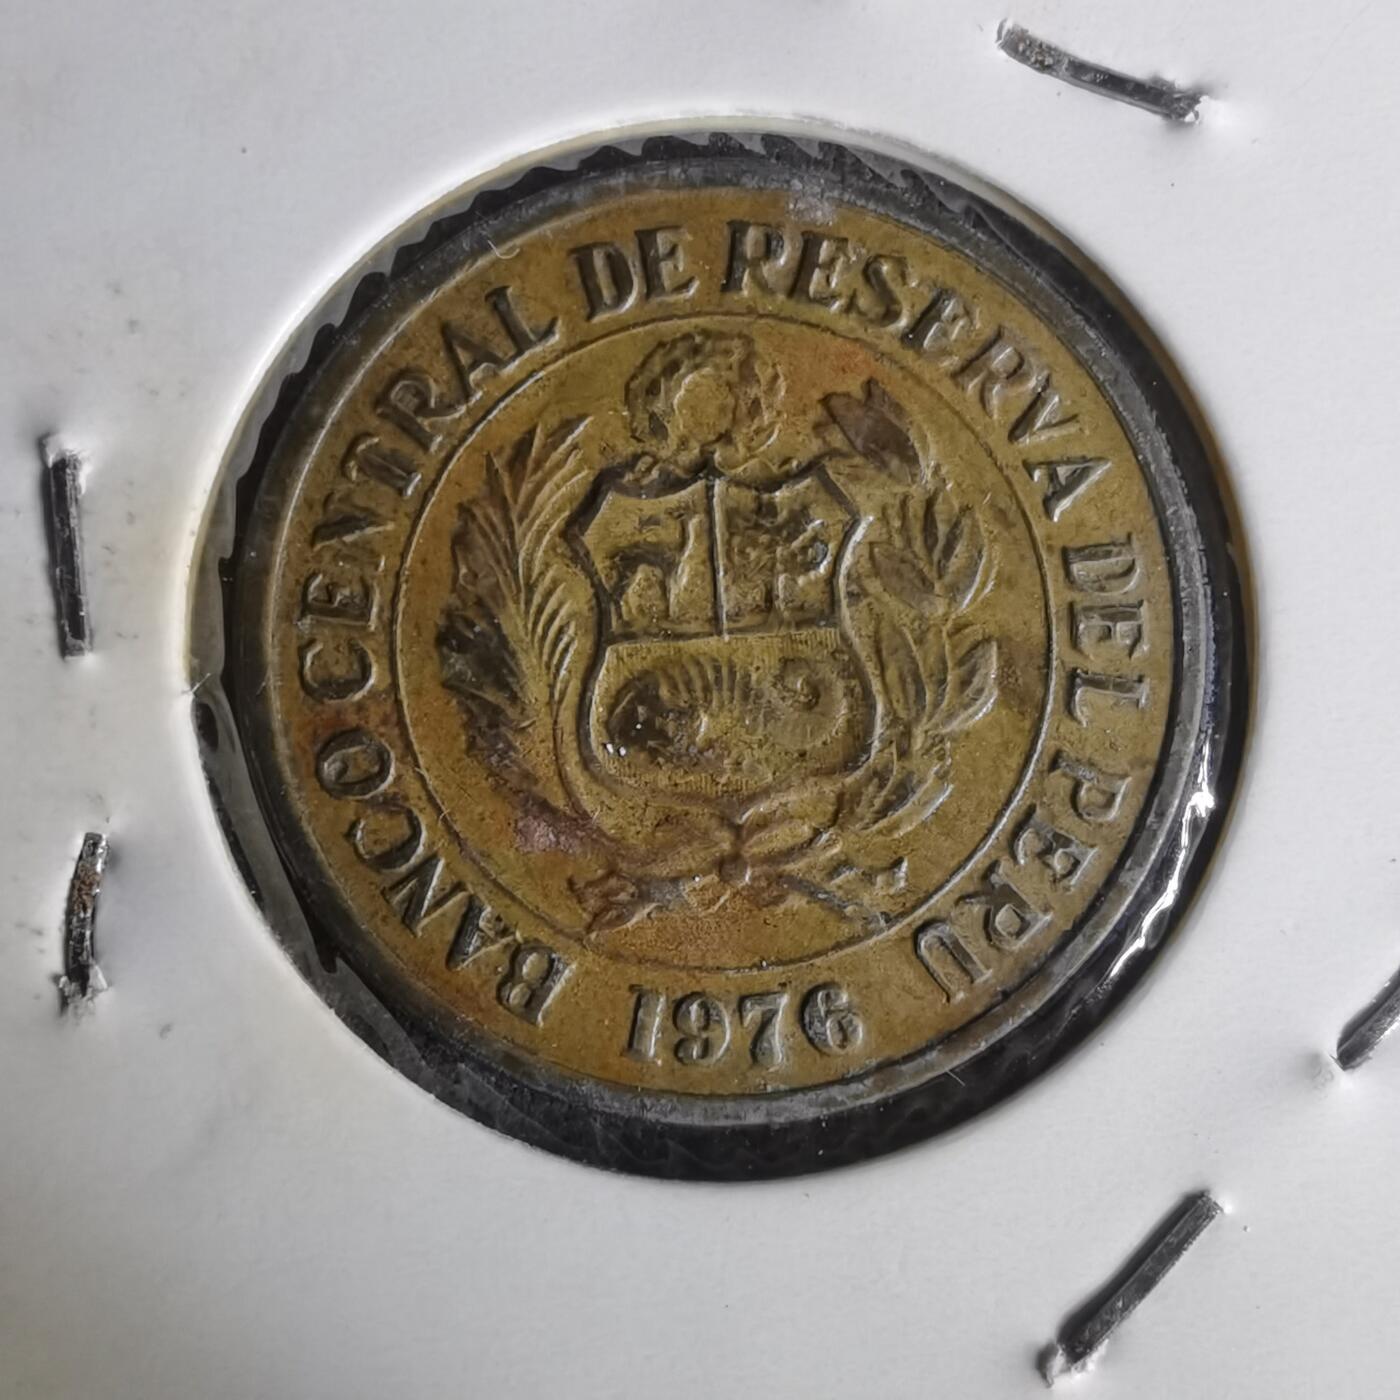 BANCO CENTRAL DE RESERVA DEL PERU
1976